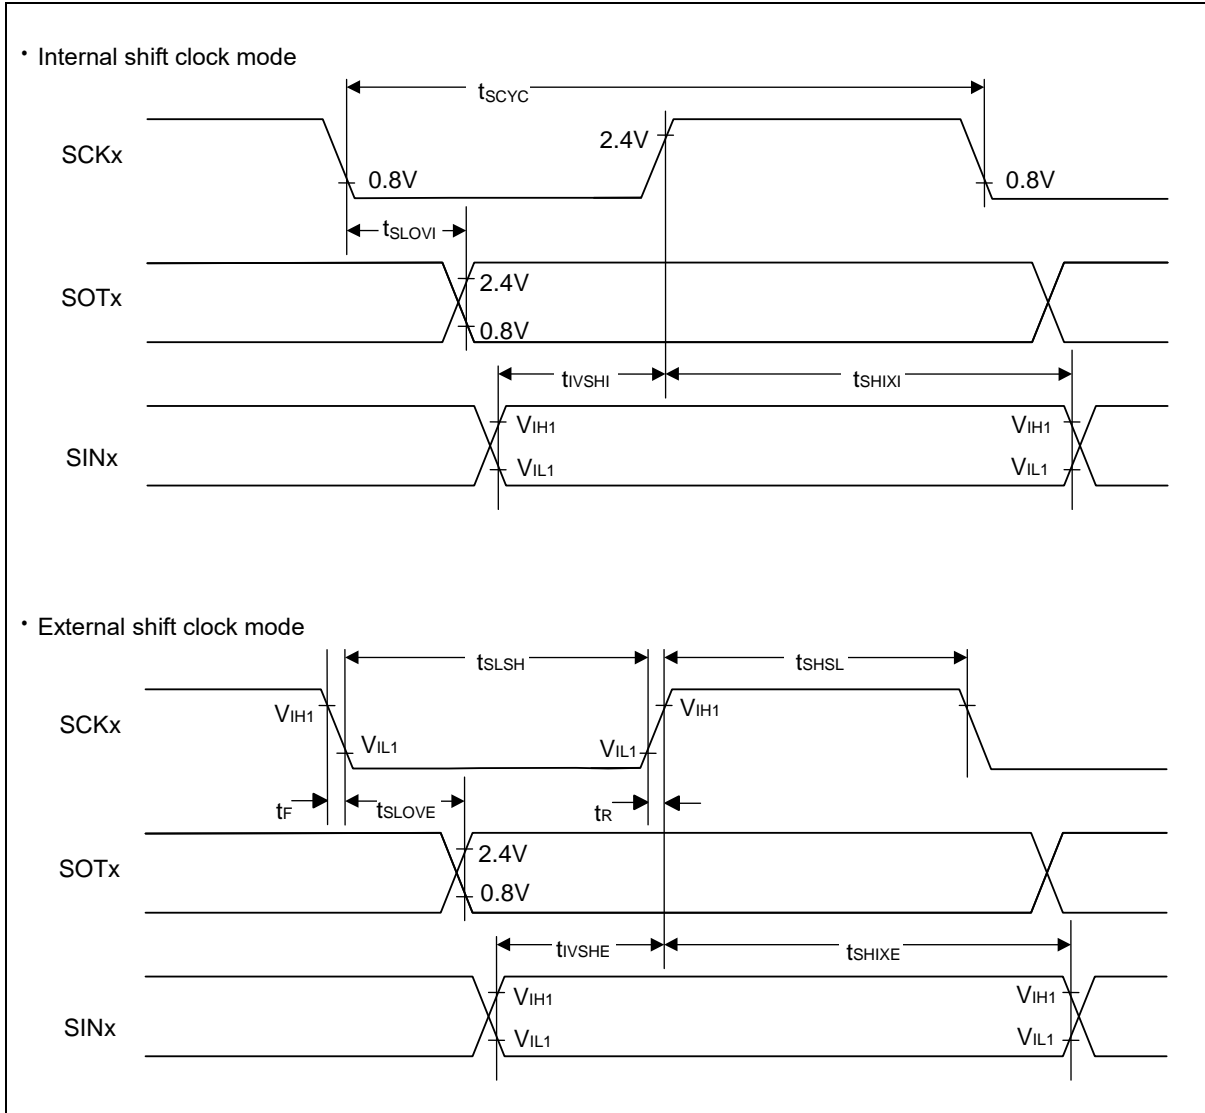 · Internal shift clock mode
tSCYC
SCKx
2.4V
0.8V
0.8V
tSLOVI
SOTx
2.4V
0.8V
tIVSHI
tSHIXI
SINx
VIH1
VIH1
VIL1
VIL1
· External shift clock mode
tSLSH
tSHSL
SCKx
VIH1
VIH1
VIL1
VIL1
tF
tSLOVE
tR
SOTx
2.4V
0.8V
tIVSHE
tSHIXE
SINx
VIH1
VIH1
VIL1
VIL1